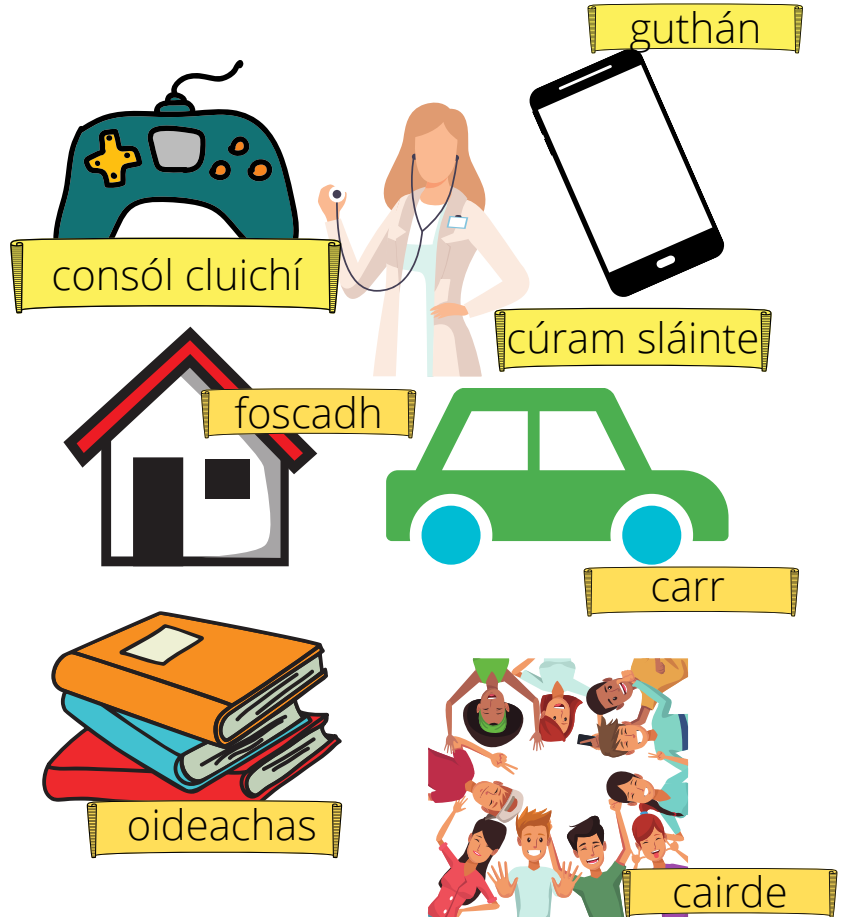 guthán
consól cluichí
cúram sláinte
foscadh
carr
oideachas
cairde